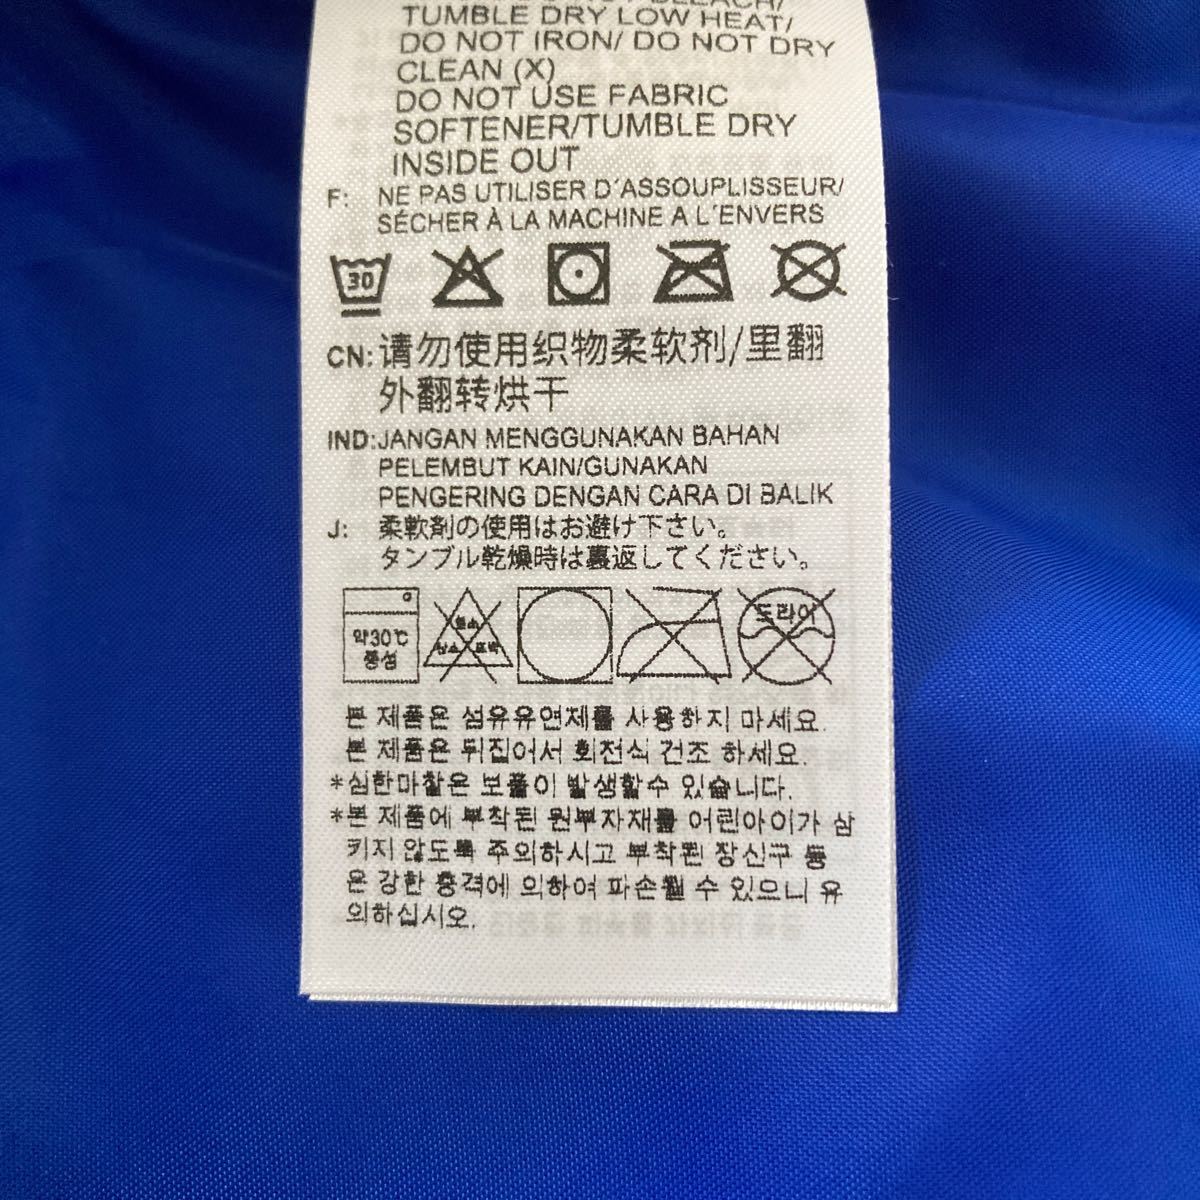 BLEACH/
TUMBLE DRY LOW HEAT/
DO NOT IRON/ DO NOT DRY
CLEAN (X)
DO NOT USE FABRIC
SOFTENER/TUMBLE DRY
INSIDE OUT
F: NE PAS UTILISER D´ASSOUPLISSEUR/
SÉCHER À LA MACHINE A L´ENVERS
30
CN: 请勿使用织物柔软剂/里翻
外翻转烘干
IND: JANGAN MENGGUNAKAN BAHAN
PELEMBUT KAIN/GUNAKAN
PENGERING DENGAN CARA DI BALIK
J: 柔軟剤の使用はお避け下さい。
タンブル乾燥時は裏返してください。
약30℃
중성
염소
산소 표백
드라이
본 제품은 섬유유연제를 사용하지 마세요.
본 제품은 뒤집어서 회전식 건조 하세요.
*심한마찰은 보풀이 발생할수 있습니다.
*본 제품에 부착된 원부자재를 어린아이가 삼
키지 않도록 주의하시고 부착된 장신구 등
은 강한 충격에 의하여 파손될 수 있으니 유
의하십시오.